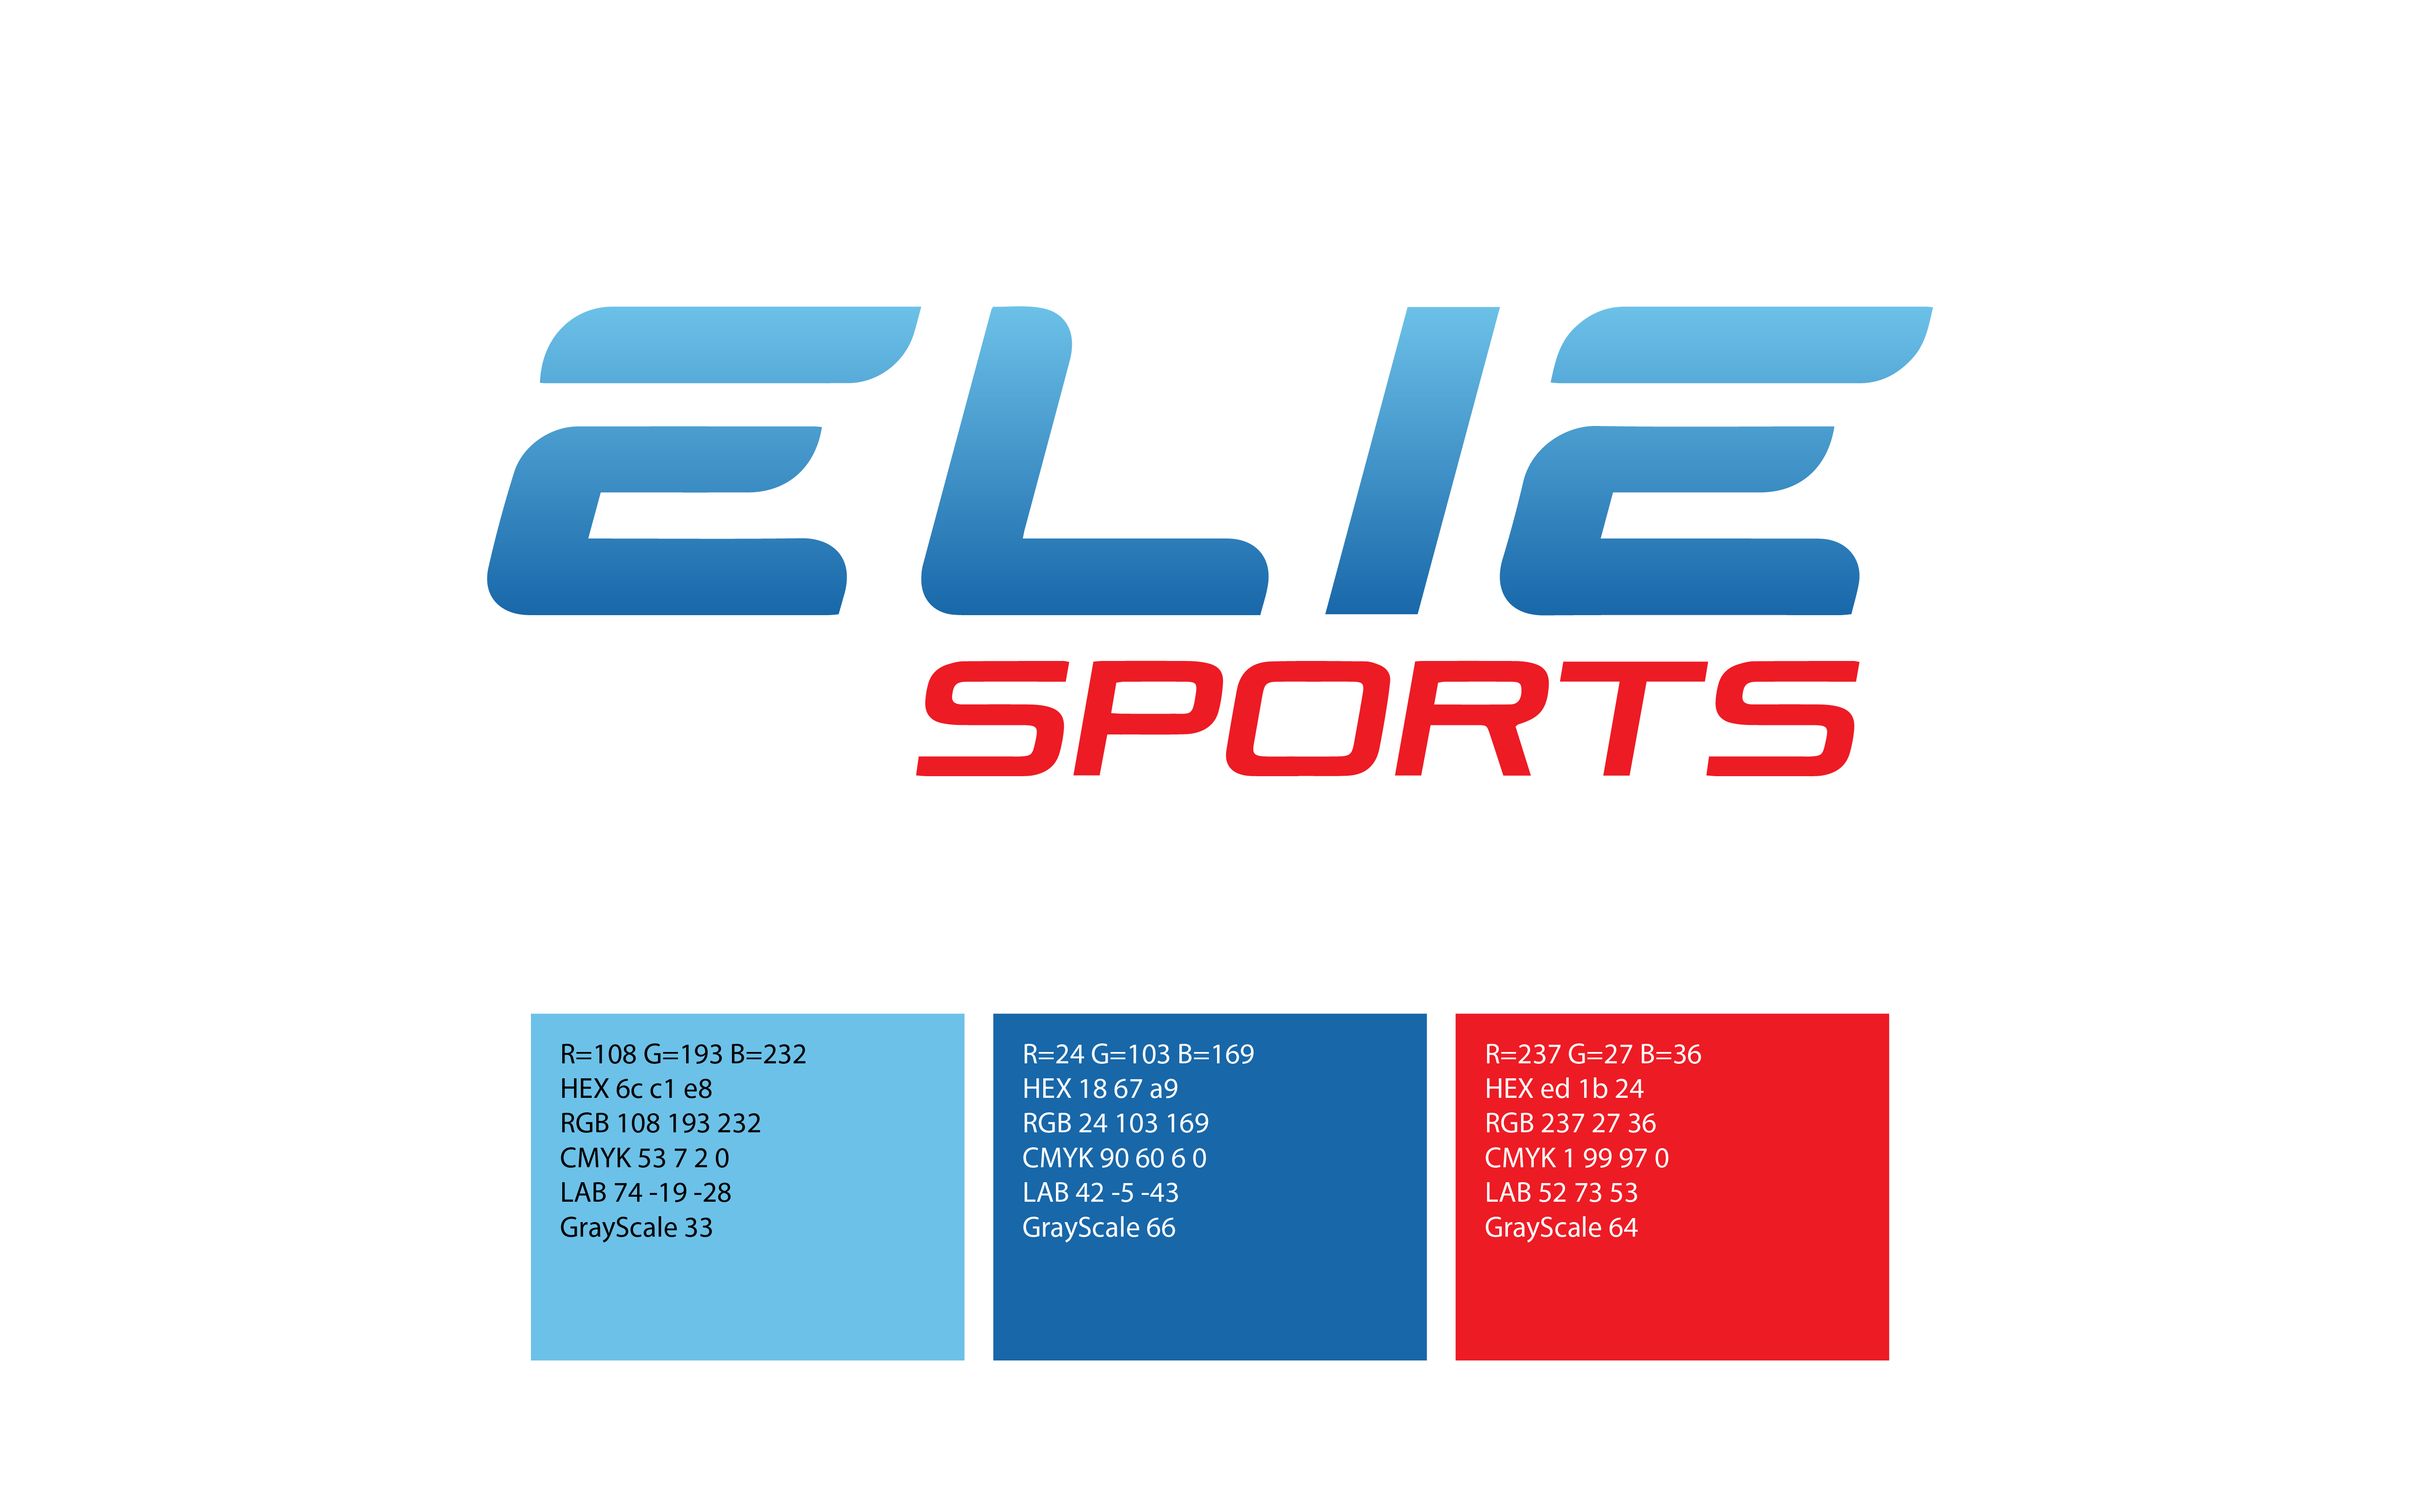 ELIE
SPORTS
R=108 G=193 B=232
HEX 6c c1 e8
RGB 108 193 232
CMYK 53 7 2 0
LAB 74 -19 -28
GrayScale 33
R=24 G=103 B=169
HEX 18 67 a9
RGB 24 103 169
CMYK 90 60 6 0
LAB 42 -5 -43
GrayScale 66
R=237 G=27 B=36
HEX ed 1b 24
RGB 237 27 36
CMYK 1 99 97 0
LAB 52 73 53
GrayScale 64